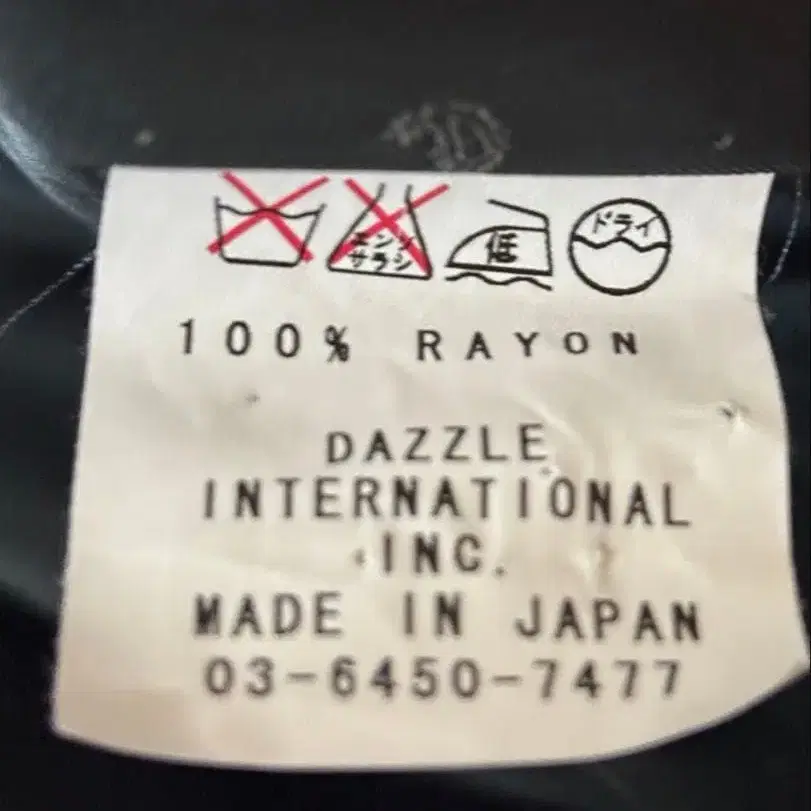 エンソ サラシ 低 ドライ
100% RAYON
DAZZLE
INTERNATIONAL
INC.
MADE IN JAPAN
03-6450-7477